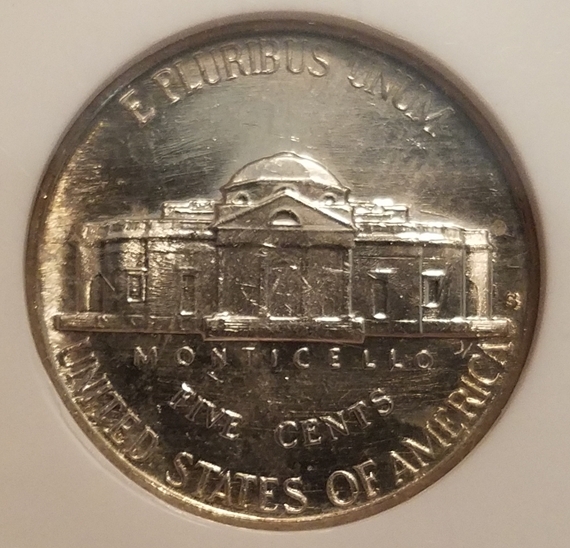 E PLURIBUS UNUM
S
MONTICELLO
FIVE CENTS
UNITED STATES OF AMERICA